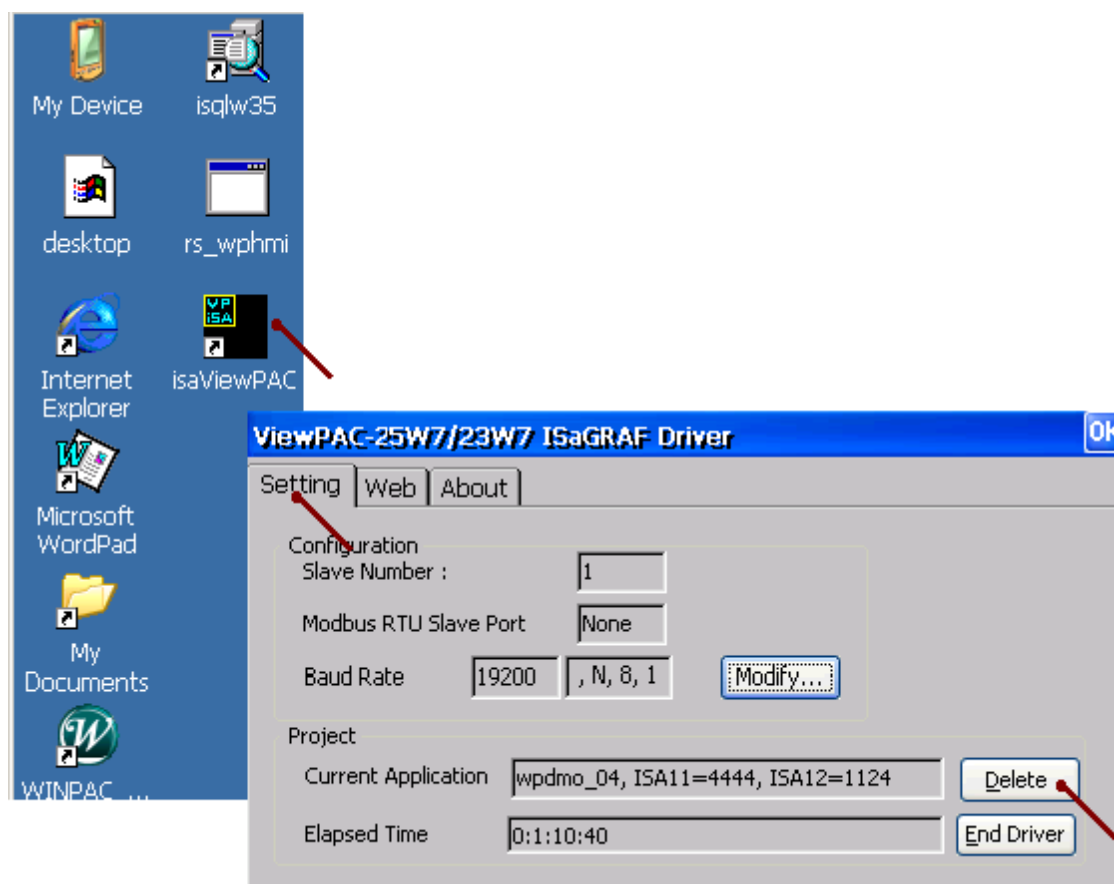 My Device
isqlw35
desktop
rs_wphmi
VP
iSA
Internet
Explorer
isaViewPAC
Microsoft
WordPad
My
Documents
WINPAC_...
ViewPAC-25W7/23W7 ISaGRAF Driver
OK
Setting
Web
About
Configuration
Slave Number :
1
Modbus RTU Slave Port
None
Baud Rate
19200
, N, 8, 1
Modify...
Project
Current Application
wpdmo_04, ISA11=4444, ISA12=1124
Delete
Elapsed Time
0:1:10:40
End Driver